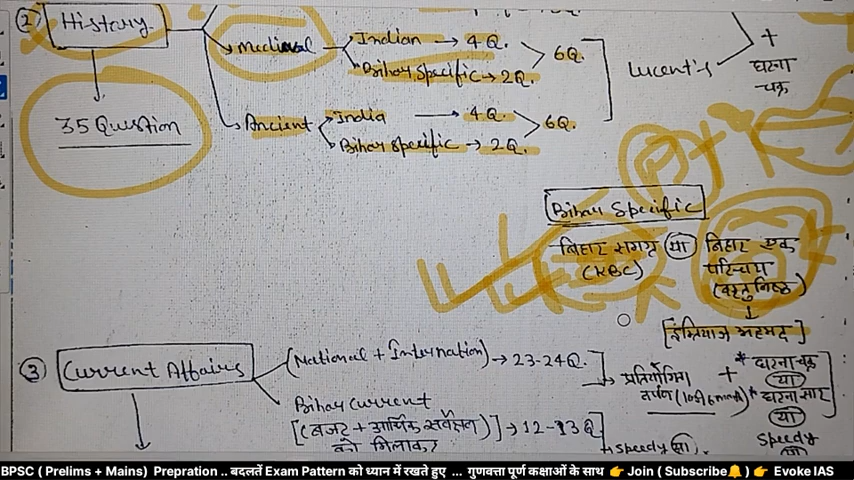 ② History
35 Question
Medieval
Indian → 4 Q.
Bihar Specific → 2 Q.
6Q.
Ancient
India → 4 Q.
Bihar Specific → 2 Q.
6Q.
Lucent's
+
घटना
चक्र
Bihar Specific
बिहार समग्र (या) बिहार एक
(KBC)
परिचय
(वस्तुनिष्ठ)
↓
[इम्तियाज अहमद]
③ Current Affairs
(National + Internation) → 23-24Q.
Bihar Current
[(बजट + आर्थिक सर्वेक्षण)] → 12-13 Q
को मिलाकर
प्रतियोगिता
दर्पण (10 से 6 month)
+
* घटना चक्र
(या)
* घटना सार
(या)
Speedy
→ speedy सा.
BPSC ( Prelims + Mains) Prepration .. बदलतें Exam Pattern को ध्यान में रखते हुए ... गुणवत्ता पूर्ण कक्षाओं के साथ 👉 Join ( Subscribe🔔 ) 👉 Evoke IAS